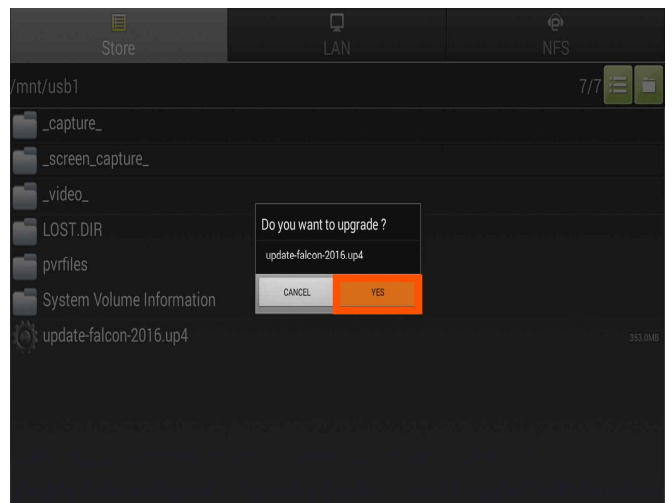 Store
LAN
NFS
/mnt/usb1
7/7
_capture_
_screen_capture_
_video_
LOST.DIR
pvrfiles
System Volume Information
update-falcon-2016.up4
353.0MB
Do you want to upgrade ?
update-falcon-2016.up4
CANCEL
YES